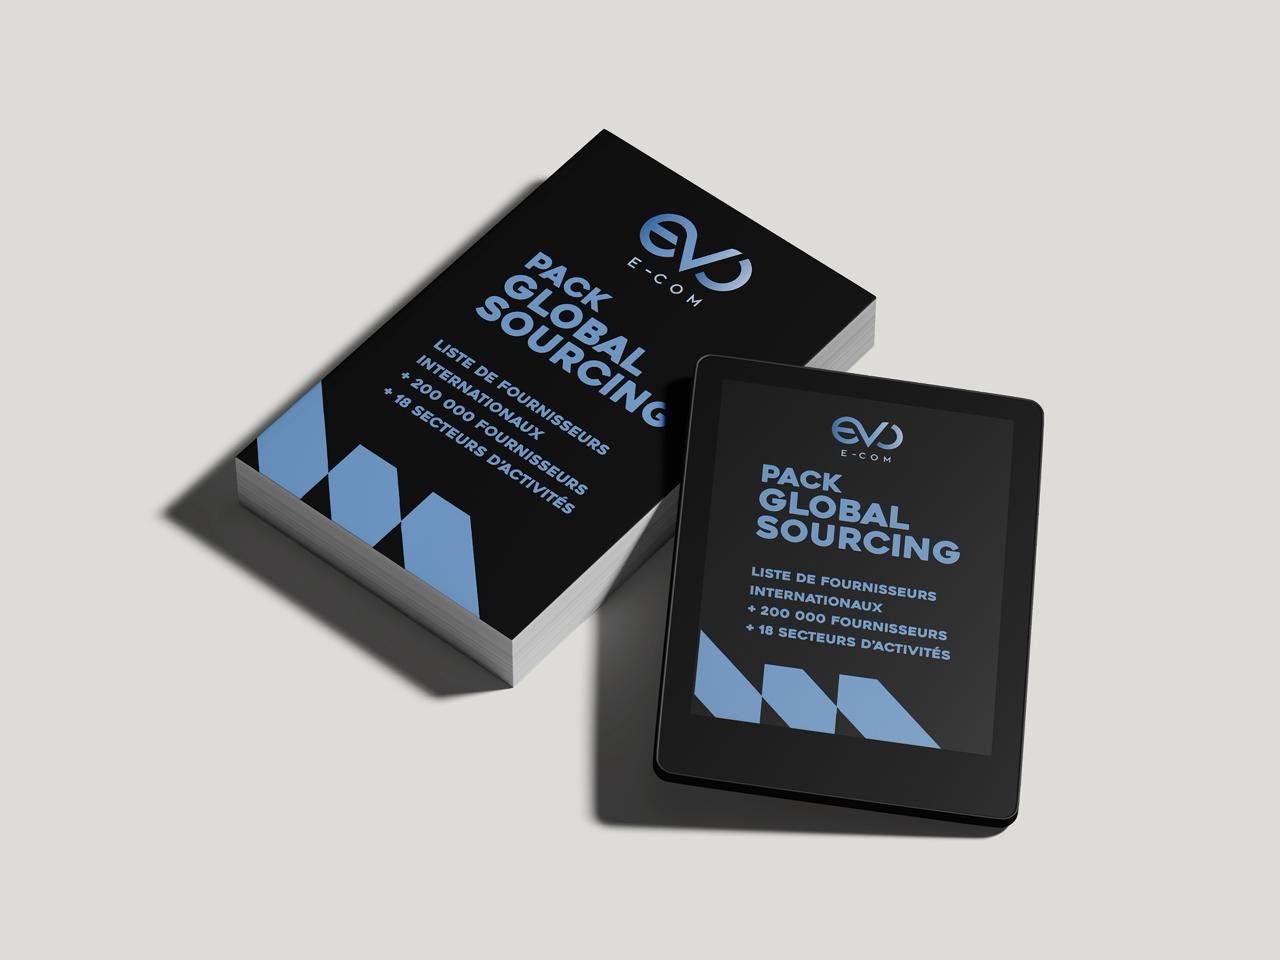 EVO
E-COM
PACK
GLOBAL
SOURCING
LISTE DE FOURNISSEURS
INTERNATIONAUX
+ 200 000 FOURNISSEURS
+ 18 SECTEURS D'ACTIVITÉS
EVO
E-COM
PACK
GLOBAL
SOURCING
LISTE DE FOURNISSEURS
INTERNATIONAUX
+ 200 000 FOURNISSEURS
+ 18 SECTEURS D'ACTIVITÉS